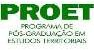 PROET
PROGRAMA DE
PÓS-GRADUAÇÃO EM
ESTUDOS TERRITORIAIS